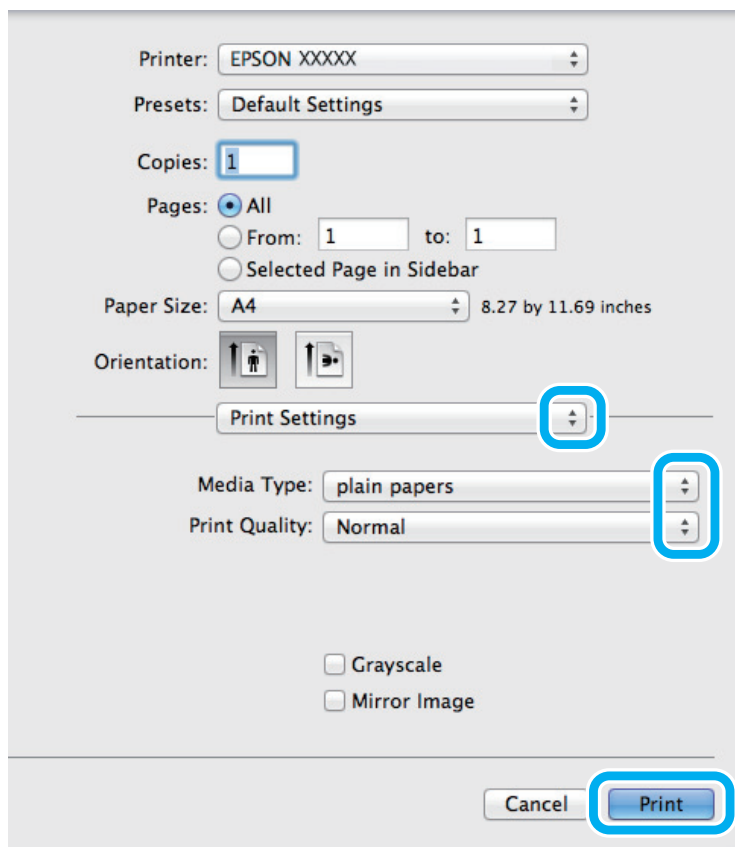 Printer: EPSON XXXXX
Presets: Default Settings
Copies: 1
Pages: All
From: 1 to: 1
Selected Page in Sidebar
Paper Size: A4 8.27 by 11.69 inches
Orientation:
Print Settings
Media Type: plain papers
Print Quality: Normal
Grayscale
Mirror Image
Cancel Print